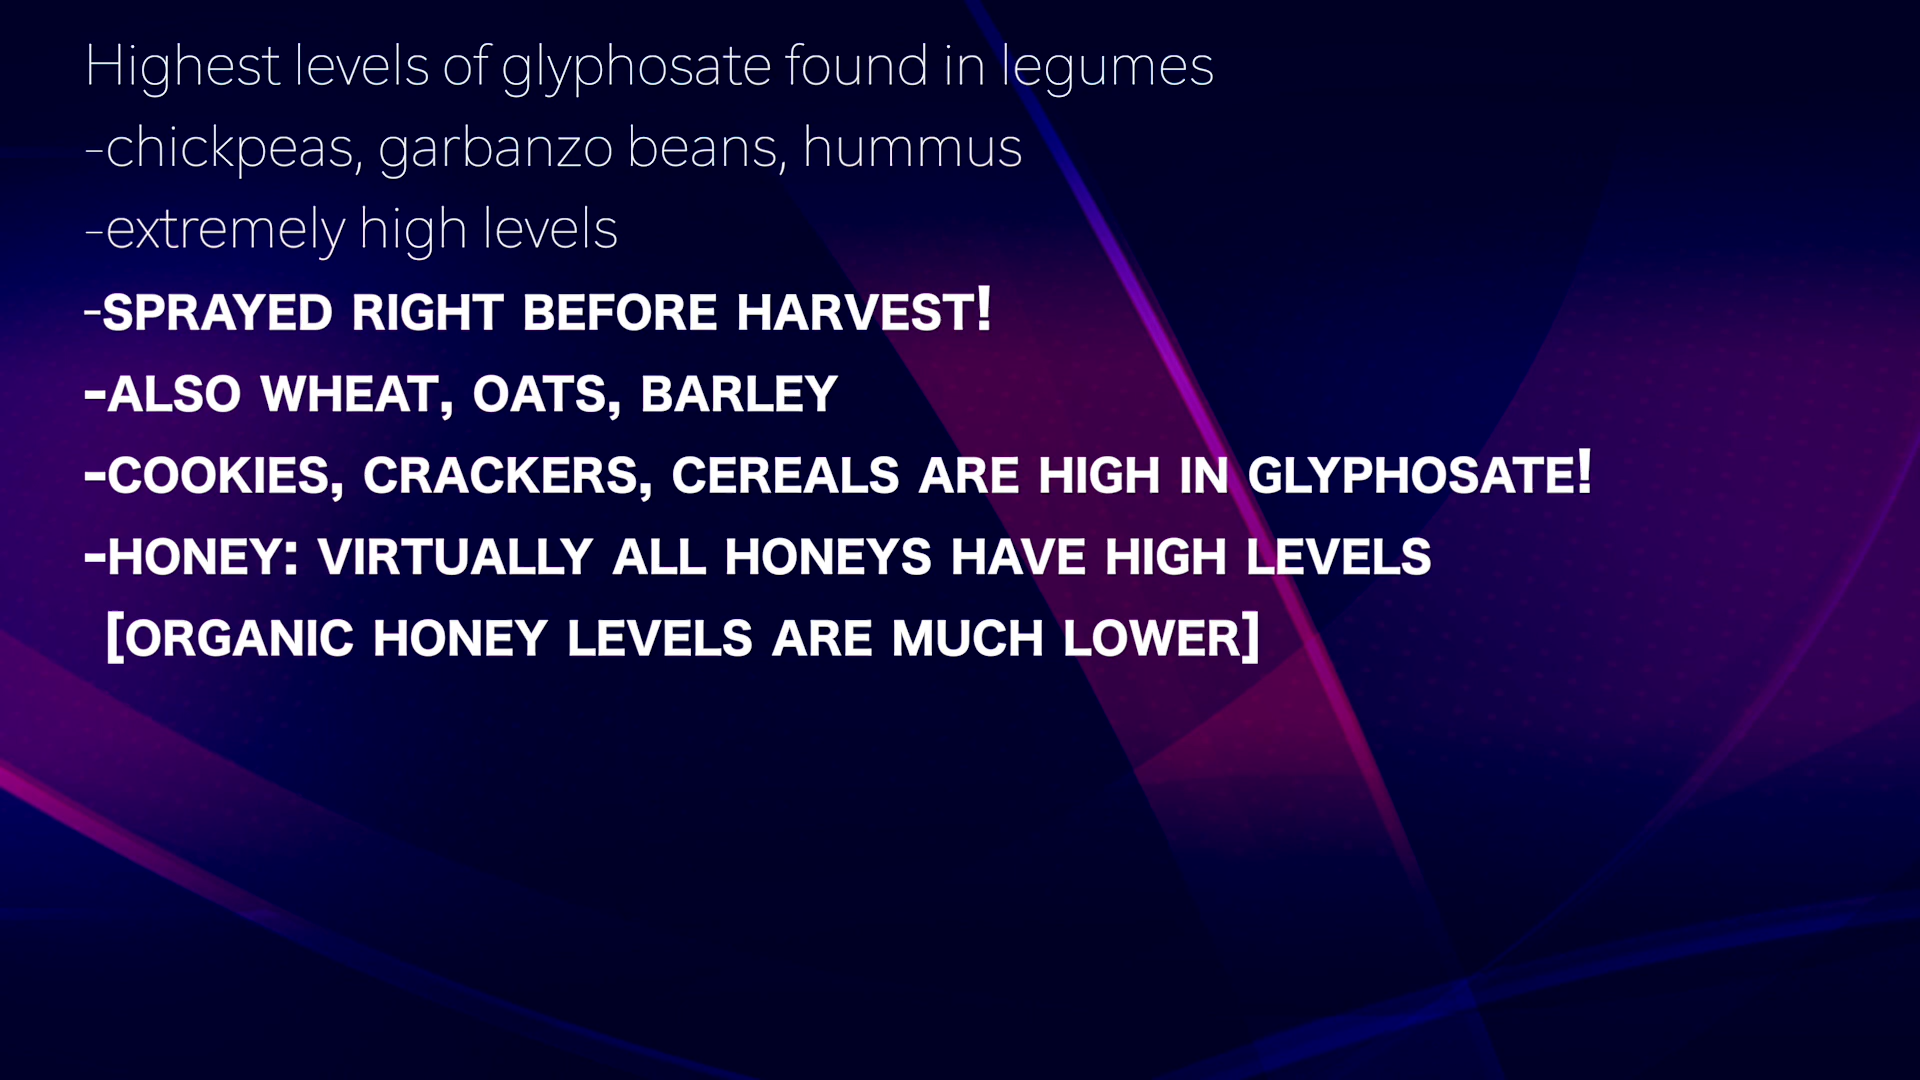 Highest levels of glyphosate found in legumes
-chickpeas, garbanzo beans, hummus
-extremely high levels
-SPRAYED RIGHT BEFORE HARVEST!
-ALSO WHEAT, OATS, BARLEY
-COOKIES, CRACKERS, CEREALS ARE HIGH IN GLYPHOSATE!
-HONEY: VIRTUALLY ALL HONEYS HAVE HIGH LEVELS
[ORGANIC HONEY LEVELS ARE MUCH LOWER]